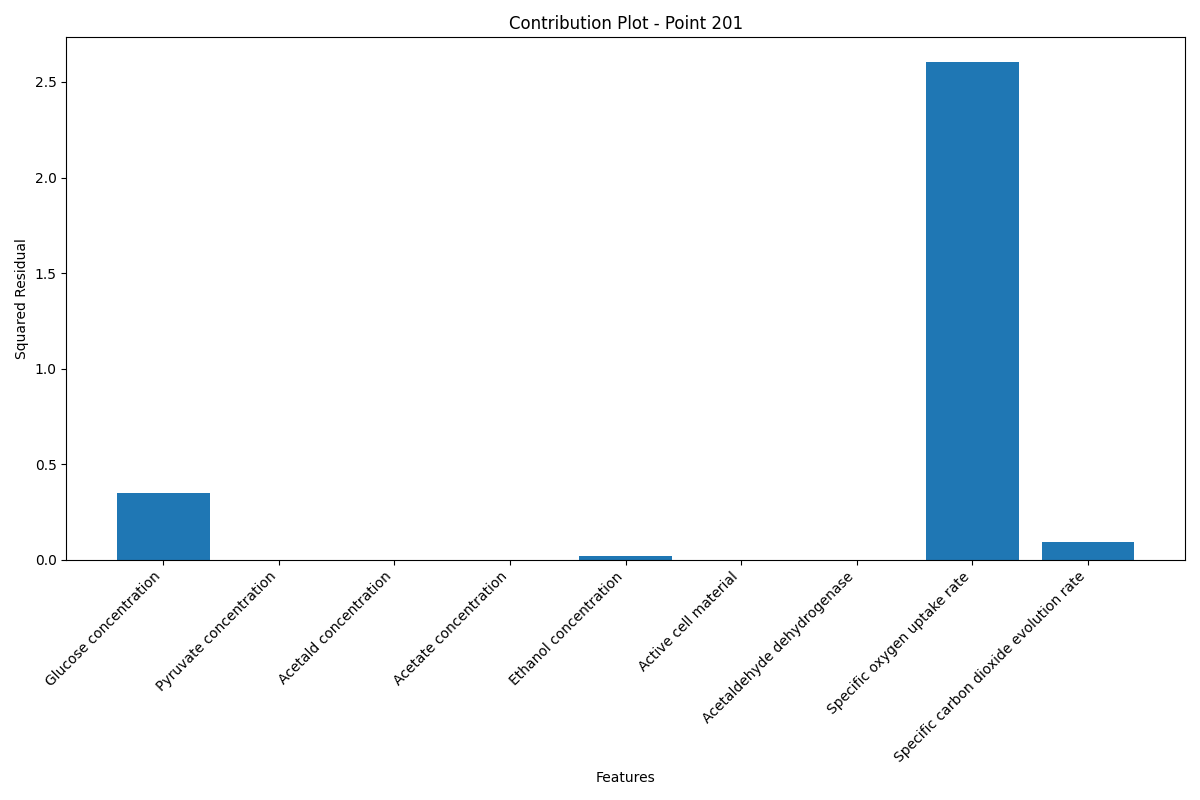 Contribution Plot - Point 201
Squared Residual
2.5
2.0
1.5
1.0
0.5
0.0
Glucose concentration
Pyruvate concentration
Acetald concentration
Acetate concentration
Ethanol concentration
Active cell material
Acetaldehyde dehydrogenase
Specific oxygen uptake rate
Specific carbon dioxide evolution rate
Features